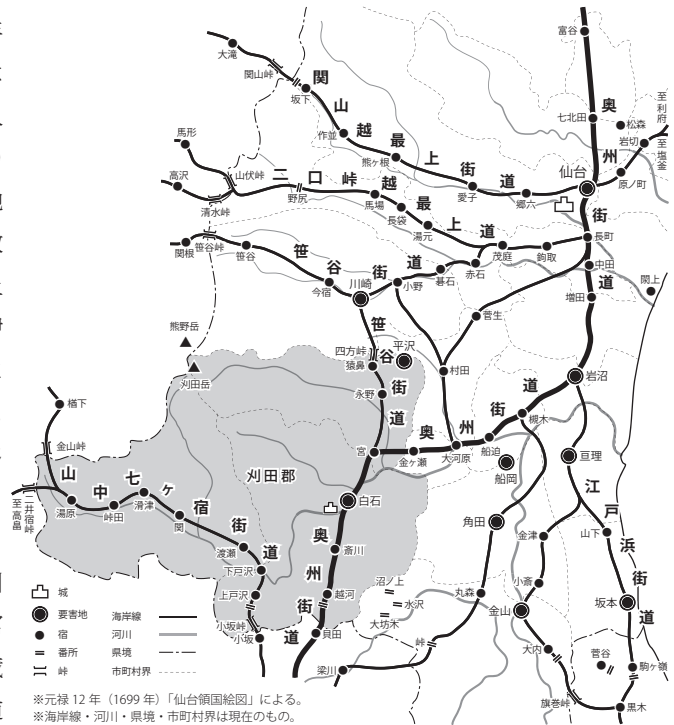 富谷
大滝
関山峠
関山越最上街道
坂下
作並
熊ヶ根
愛子
郷六
七北田
奥州街道
松森
至利府
岩切
至塩釜
仙台
原ノ町
馬形
高沢
山伏峠
清水峠
二口峠越最上道
野尻
馬場
長袋
湯元
茂庭
鉤取
長町
中田
閖上
増田
関根
笹谷峠
笹谷
笹谷街道
今宿
川崎
小野
碁石
赤石
菅生
熊野岳
刈田岳
笹谷街道
四方峠
平沢
猿鼻
永野
村田
岩沼
奥州街道
槻木
船迫
大河原
金ヶ瀬
宮
船岡
亘理
楢下
金山峠
二井宿峠
至高畠
山中七ヶ宿街道
湯原
峠田
滑津
関
渡瀬
下戸沢
上戸沢
小坂峠
小坂
刈田郡
白石
奥州街道
斎川
越河
貝田
沼ノ上
水沢
大坊木
峠
梁川
丸森
角田
江戸浜街道
金津
山下
小斎
金山
坂本
大内
菅谷
駒ヶ嶺
旗巻峠
黒木
城
要害地
宿
番所
峠
海岸線
河川
県境
市町村界
※元禄 12 年(1699 年)「仙台領国絵図」による。
※海岸線・河川・県境・市町村界は現在のもの。